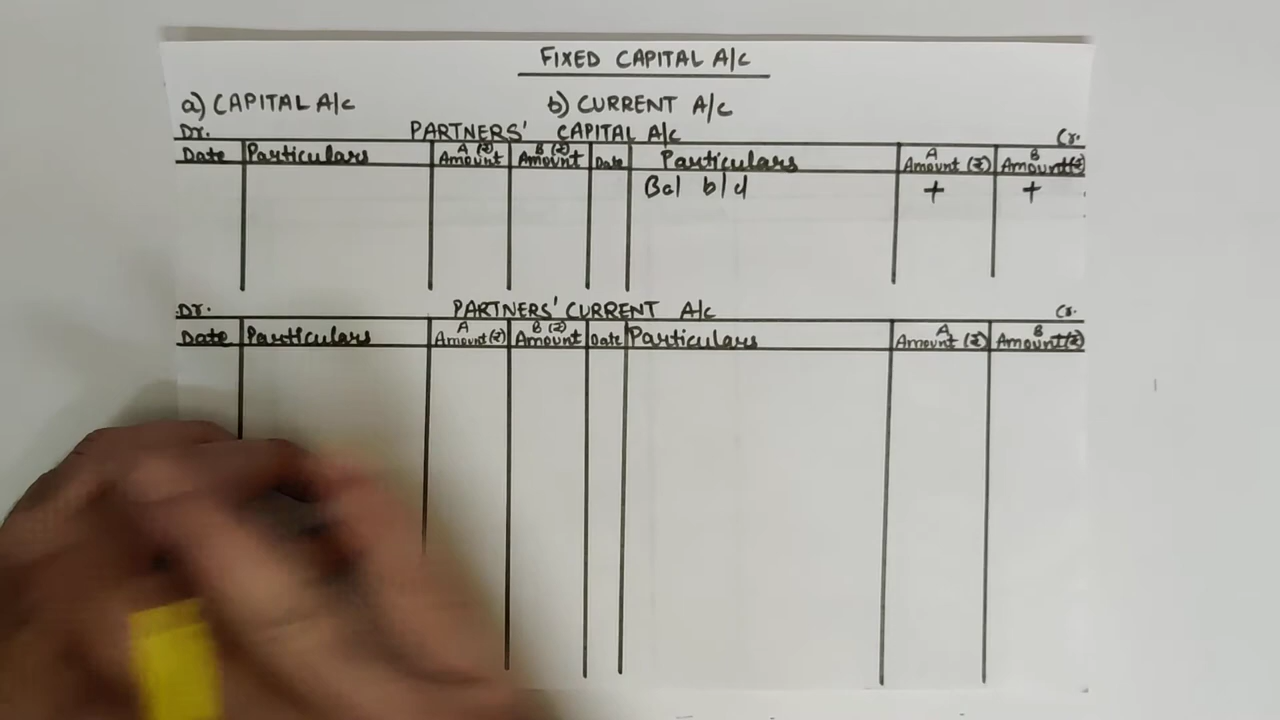 FIXED CAPITAL A/c
a) CAPITAL A/c b) CURRENT A/c
Dr. PARTNERS' CAPITAL A/c Cr.
Date Particulars A (₹) Amount B (₹) Amount Date Particulars A Amount (₹) B Amount (₹)
Bal b/d + +
Dr. PARTNERS' CURRENT A/c Cr.
Date Particulars A Amount (₹) B (₹) Amount Date Particulars A Amount (₹) B Amount (₹)